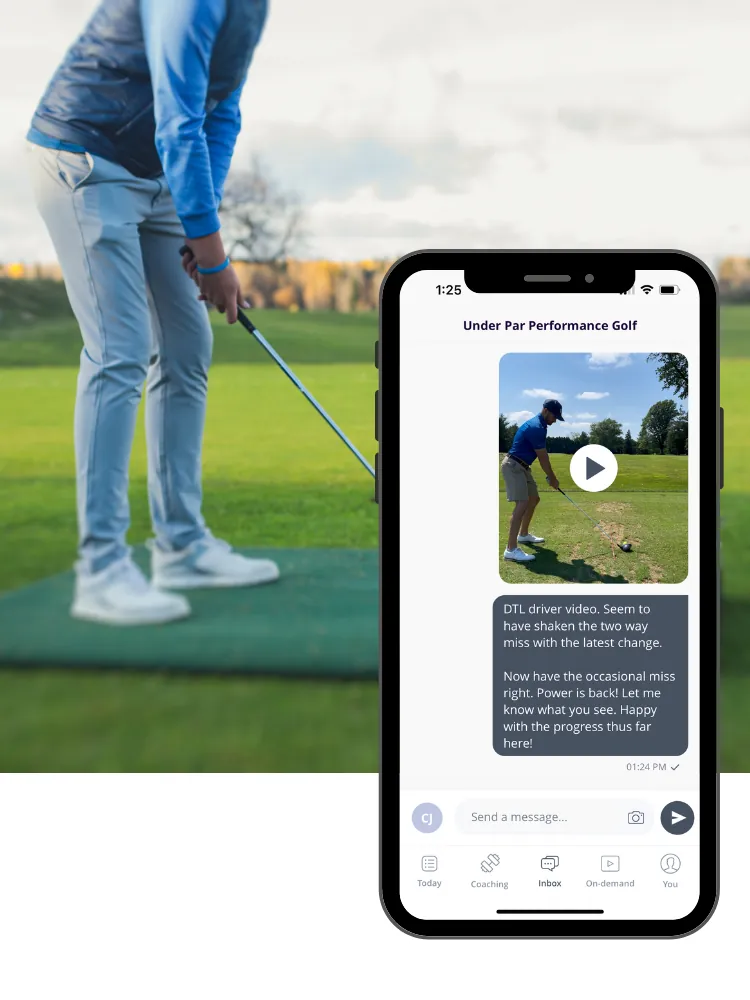 1:25
Under Par Performance Golf
DTL driver video. Seem to
have shaken the two way
miss with the latest change.
Now have the occasional miss
right. Power is back! Let me
know what you see. Happy
with the progress thus far
here!
01:24 PM
CJ
Send a message...
Today
Coaching
Inbox
On-demand
You